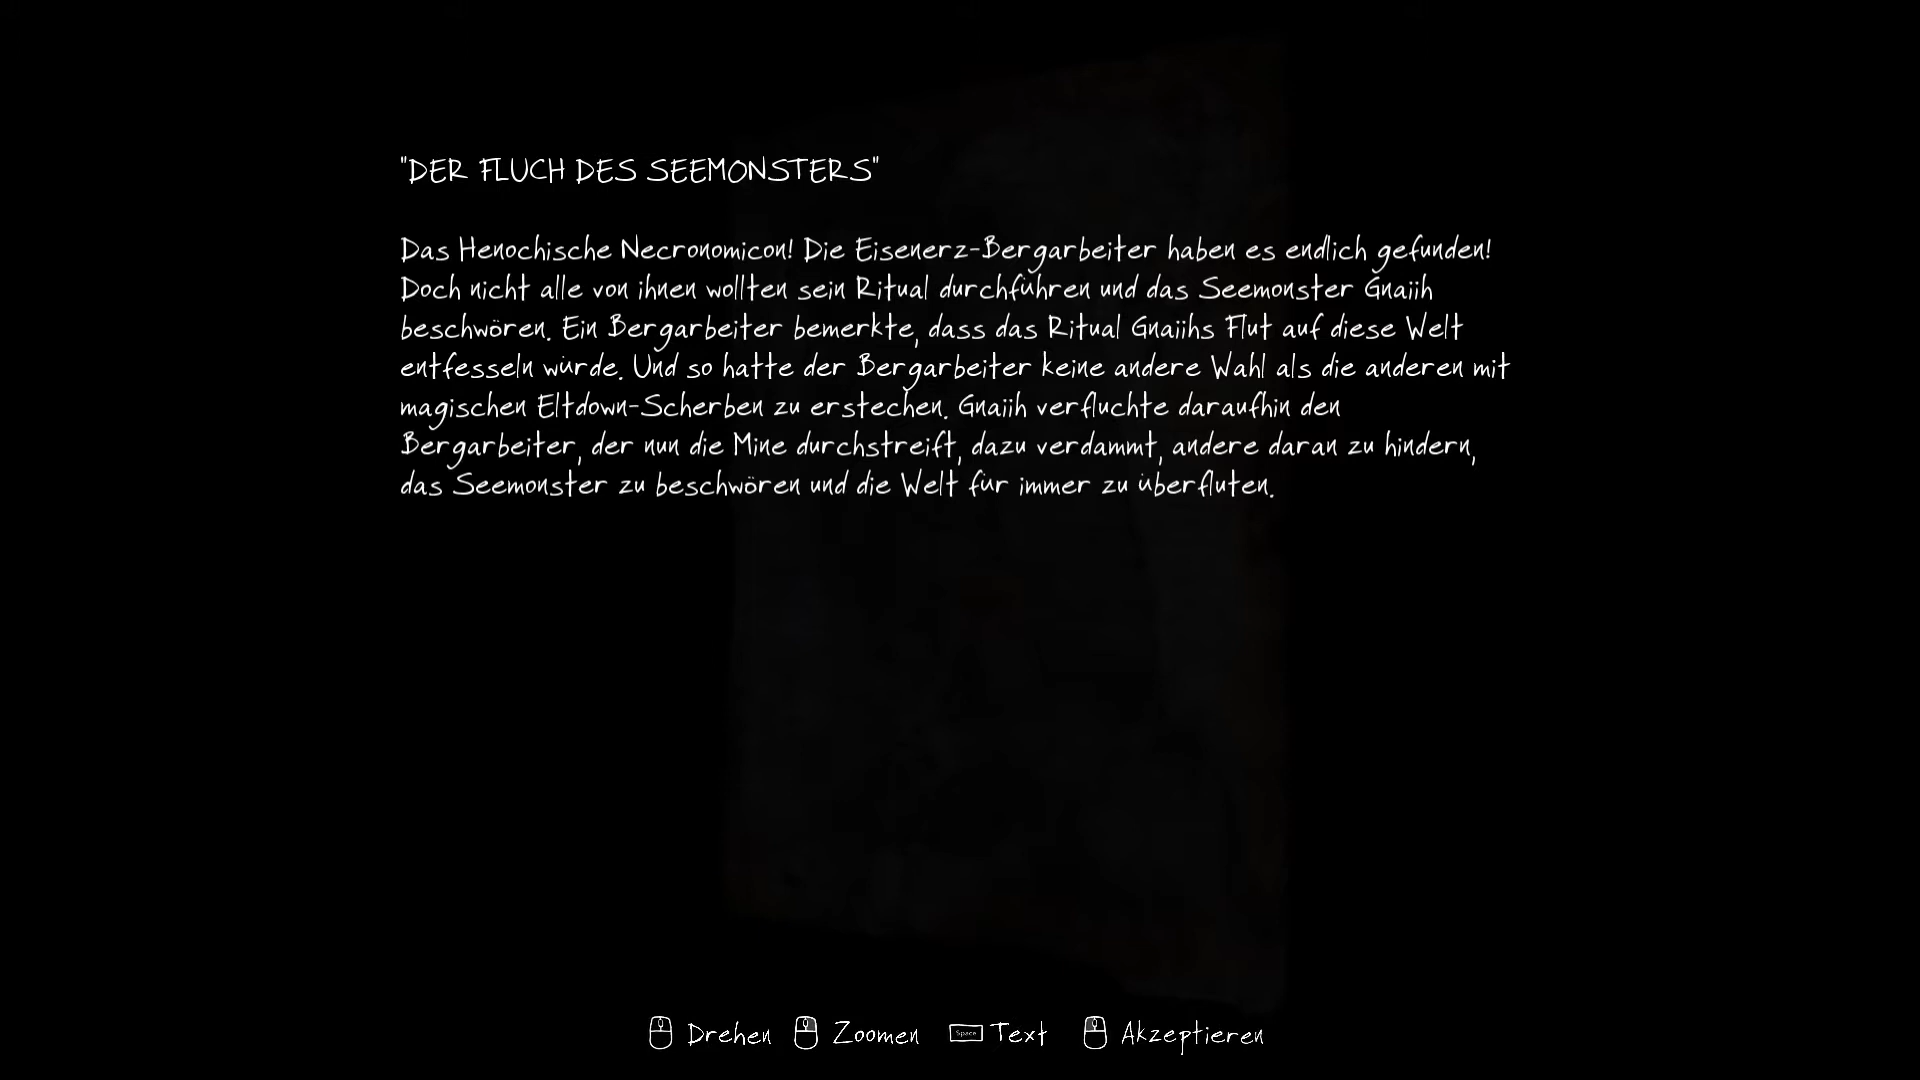 "DER FLUCH DES SEEMONSTERS"
Das Henochische Necronomicon! Die Eisenerz-Bergarbeiter haben es endlich gefunden!
Doch nicht alle von ihnen wollten sein Ritual durchführen und das Seemonster Gnaiih
beschwören. Ein Bergarbeiter bemerkte, dass das Ritual Gnaiihs Flut auf diese Welt
entfesseln würde. Und so hatte der Bergarbeiter keine andere Wahl als die anderen mit
magischen Eltdown-Scherben zu erstechen. Gnaiih verfluchte daraufhin den
Bergarbeiter, der nun die Mine durchstreift, dazu verdammt, andere daran zu hindern,
das Seemonster zu beschwören und die Welt für immer zu überfluten.
Drehen Zoomen Space Text Akzeptieren